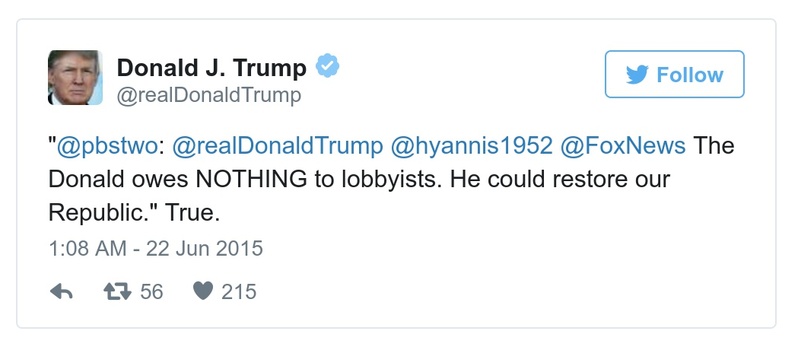 Donald J. Trump
@realDonaldTrump
Follow
"@pbstwo: @realDonaldTrump @hyannis1952 @FoxNews The
Donald owes NOTHING to lobbyists. He could restore our
Republic." True.
1:08 AM - 22 Jun 2015
56 215